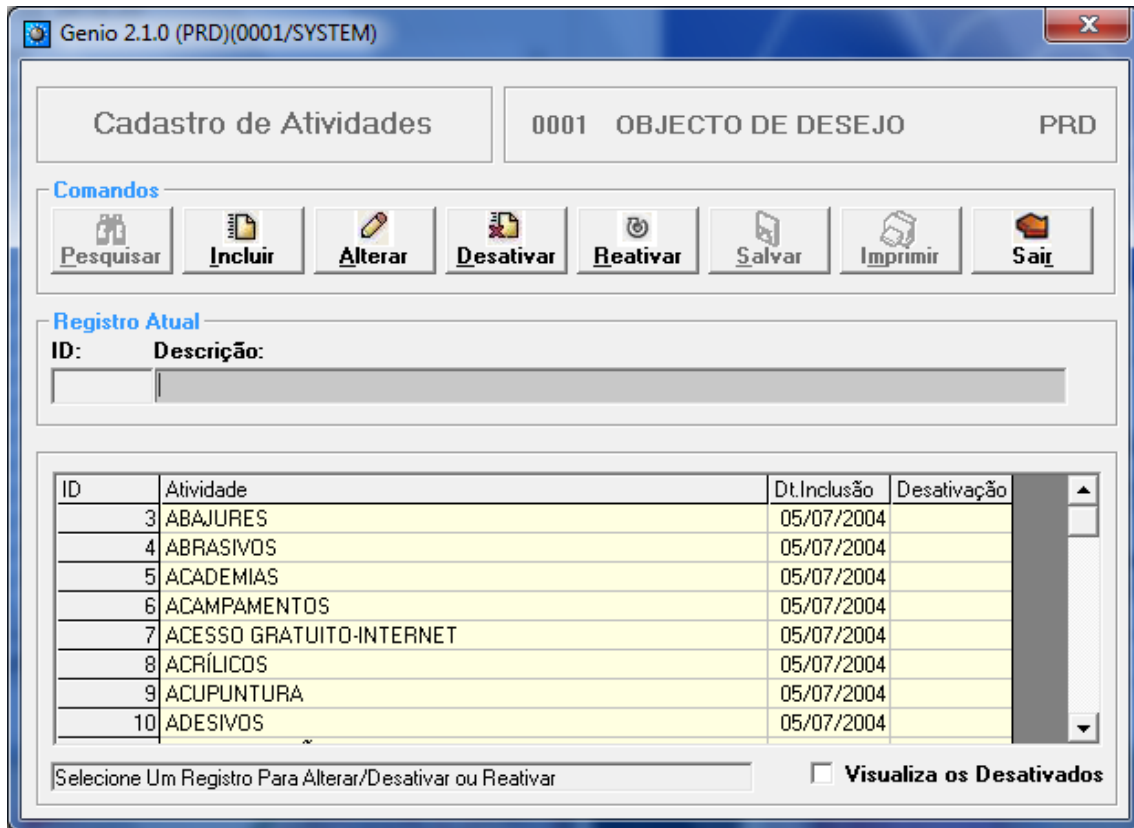 Genio 2.1.0 (PRD)(0001/SYSTEM)
Cadastro de Atividades
0001 OBJECTO DE DESEJO PRD
Comandos
Pesquisar Incluir Alterar Desativar Reativar Salvar Imprimir Sair
Registro Atual
ID: Descrição:
ID Atividade Dt.Inclusão Desativação
3 ABAJURES 05/07/2004
4 ABRASIVOS 05/07/2004
5 ACADEMIAS 05/07/2004
6 ACAMPAMENTOS 05/07/2004
7 ACESSO GRATUITO-INTERNET 05/07/2004
8 ACRÍLICOS 05/07/2004
9 ACUPUNTURA 05/07/2004
10 ADESIVOS 05/07/2004
Selecione Um Registro Para Alterar/Desativar ou Reativar
Visualiza os Desativados